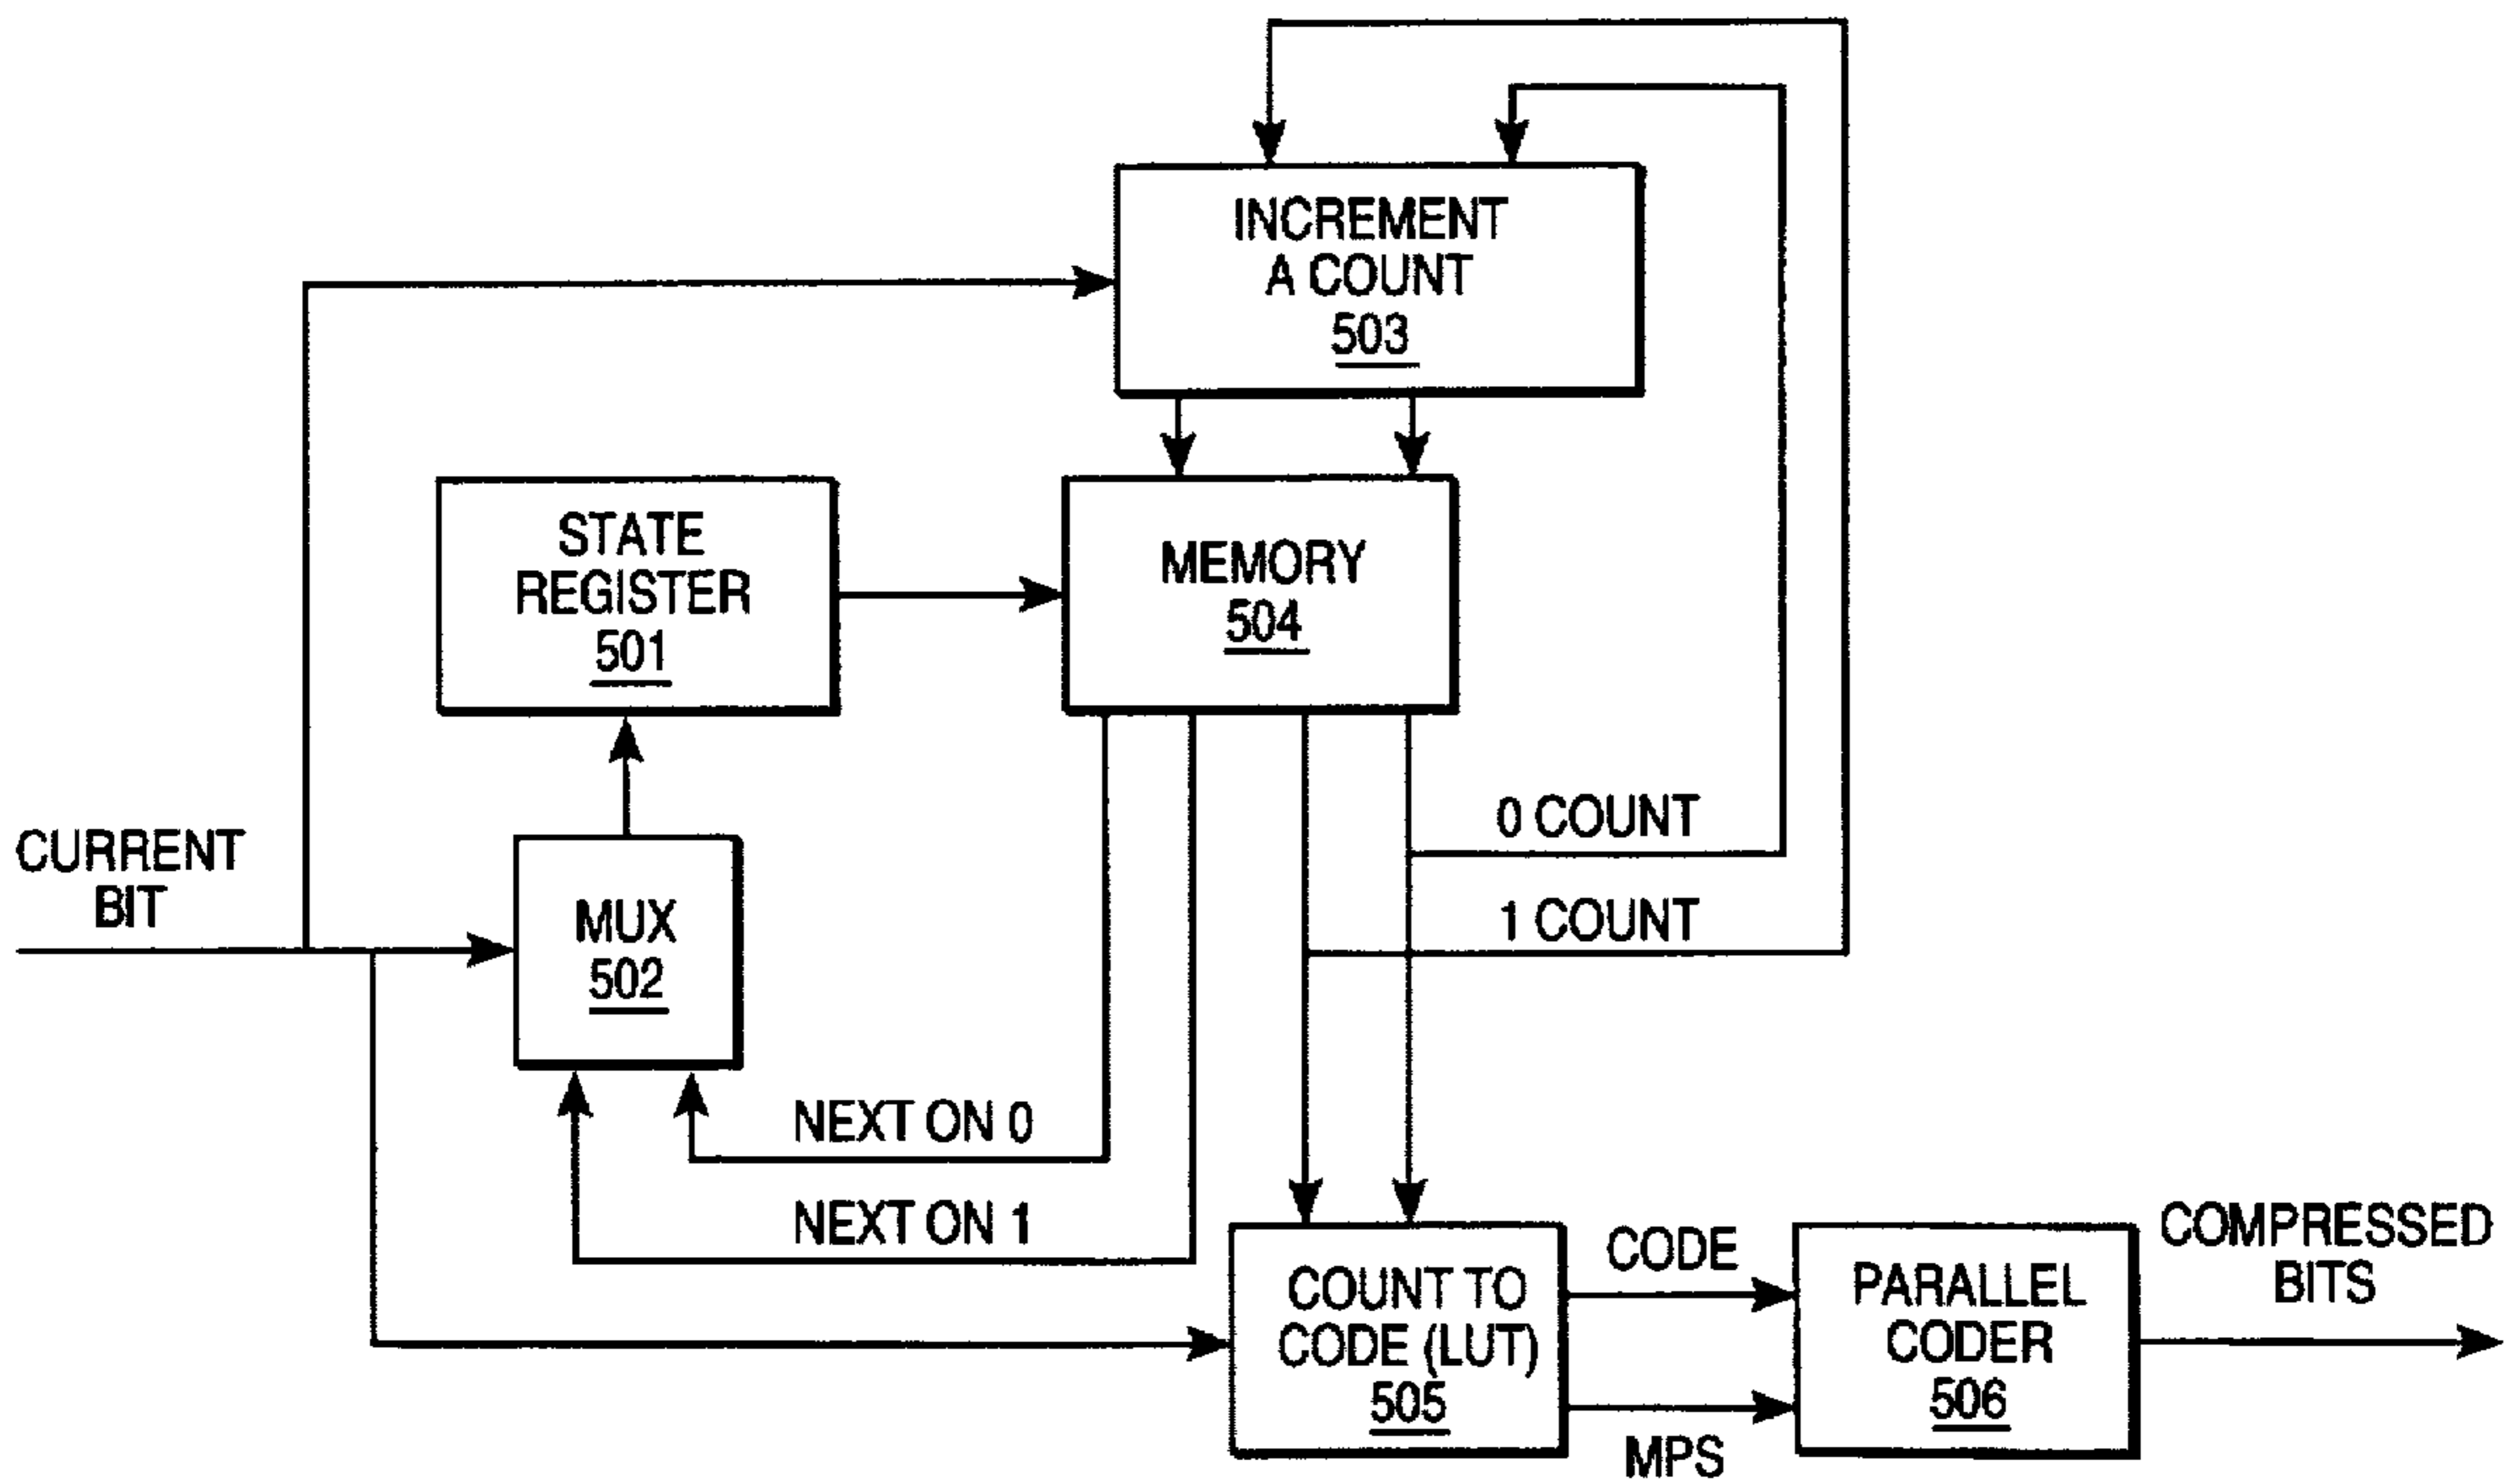 INCREMENT
A COUNT
503
STATE
REGISTER
501
MEMORY
504
CURRENT
BIT
MUX
502
0 COUNT
1 COUNT
NEXT ON 0
NEXT ON 1
COUNT TO
CODE (LUT)
505
CODE
MPS
PARALLEL
CODER
506
COMPRESSED
BITS